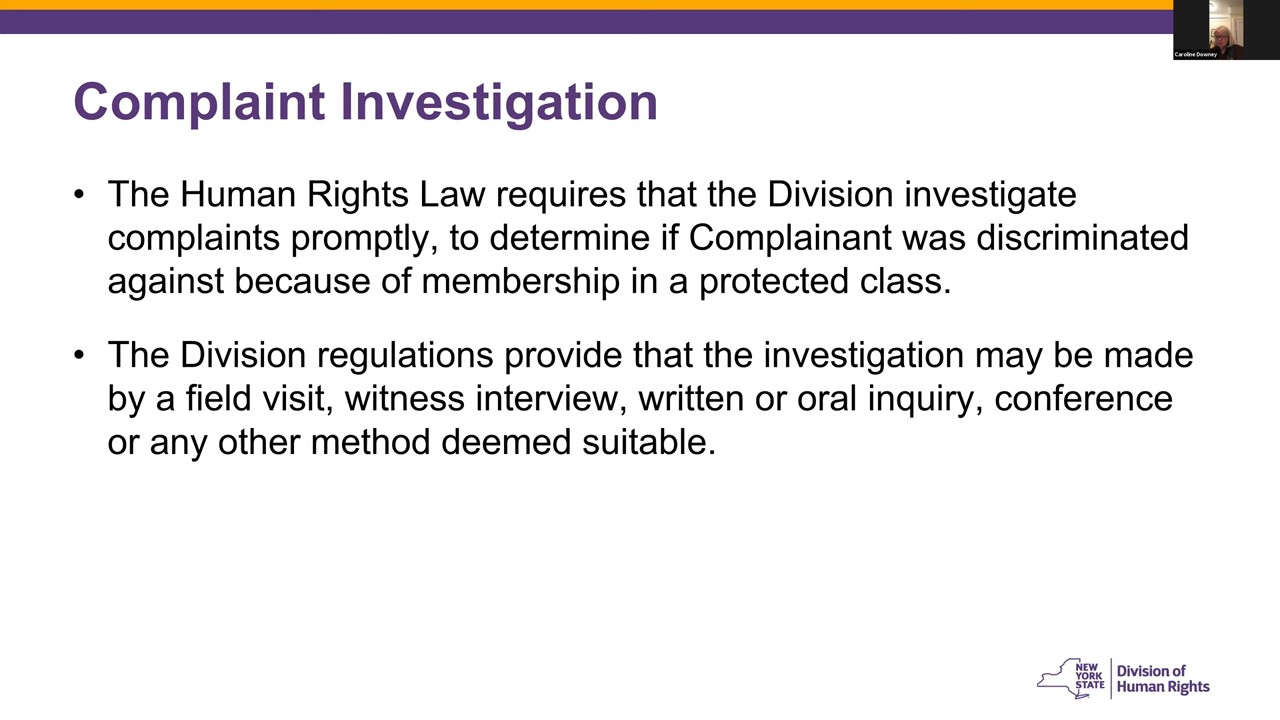 Caroline Downey
Complaint Investigation
• The Human Rights Law requires that the Division investigate
complaints promptly, to determine if Complainant was discriminated
against because of membership in a protected class.
• The Division regulations provide that the investigation may be made
by a field visit, witness interview, written or oral inquiry, conference
or any other method deemed suitable.
NEW
YORK
STATE
Division of
Human Rights